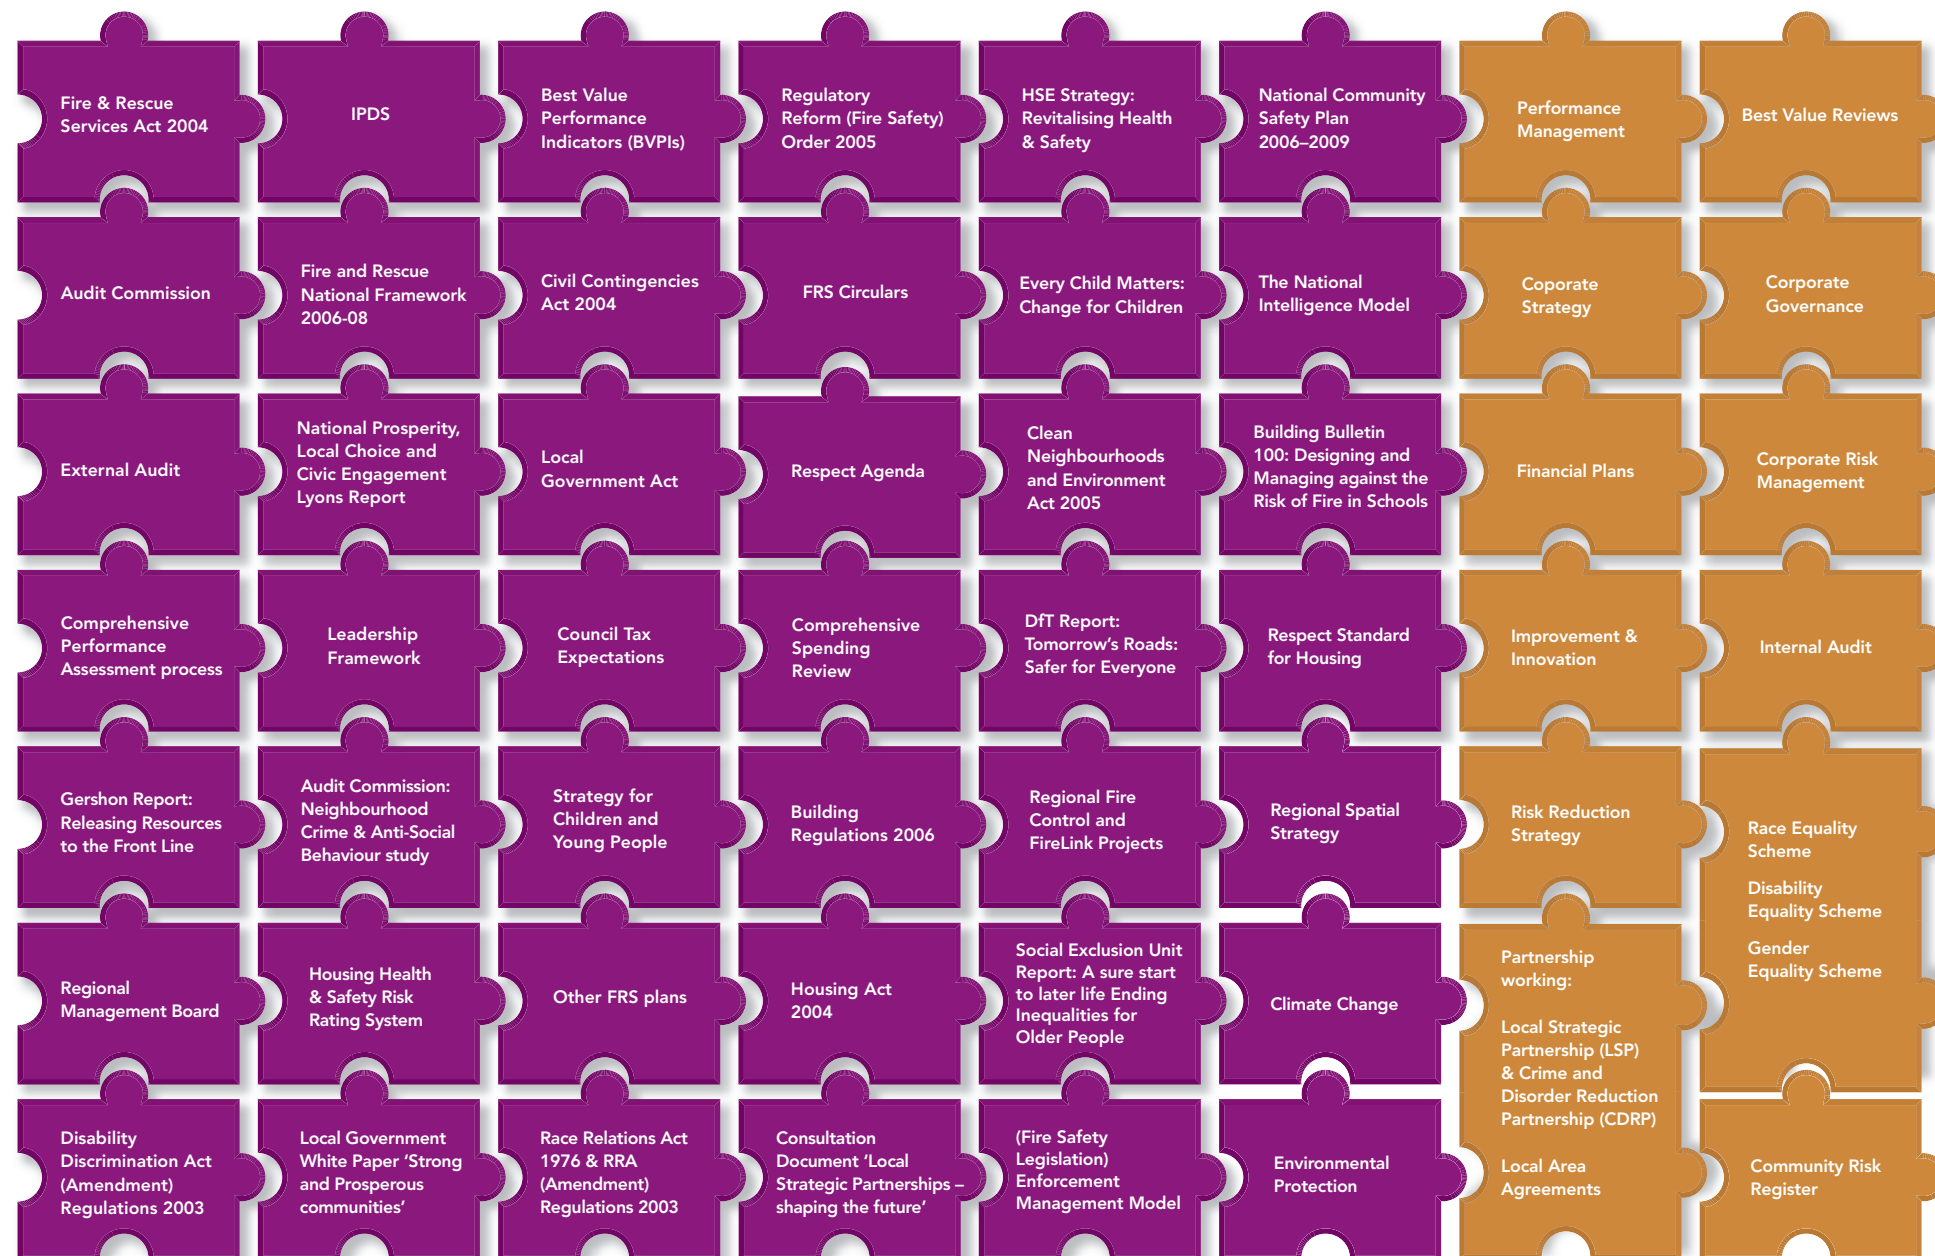 Fire & Rescue
Services Act 2004
IPDS
Best Value
Performance
Indicators (BVPIs)
Regulatory
Reform (Fire Safety)
Order 2005
HSE Strategy:
Revitalising Health
& Safety
National Community
Safety Plan
2006–2009
Performance
Management
Best Value Reviews
Audit Commission
Fire and Rescue
National Framework
2006-08
Civil Contingencies
Act 2004
FRS Circulars
Every Child Matters:
Change for Children
The National
Intelligence Model
Coporate
Strategy
Corporate
Governance
External Audit
National Prosperity,
Local Choice and
Civic Engagement
Lyons Report
Local
Government Act
Respect Agenda
Clean
Neighbourhoods
and Environment
Act 2005
Building Bulletin
100: Designing and
Managing against the
Risk of Fire in Schools
Financial Plans
Corporate Risk
Management
Comprehensive
Performance
Assessment process
Leadership
Framework
Council Tax
Expectations
Comprehensive
Spending
Review
DfT Report:
Tomorrow’s Roads:
Safer for Everyone
Respect Standard
for Housing
Improvement &
Innovation
Internal Audit
Gershon Report:
Releasing Resources
to the Front Line
Audit Commission:
Neighbourhood
Crime & Anti-Social
Behaviour study
Strategy for
Children and
Young People
Building
Regulations 2006
Regional Fire
Control and
FireLink Projects
Regional Spatial
Strategy
Risk Reduction
Strategy
Race Equality
Scheme
Disability
Equality Scheme
Gender
Equality Scheme
Regional
Management Board
Housing Health
& Safety Risk
Rating System
Other FRS plans
Housing Act
2004
Social Exclusion Unit
Report: A sure start
to later life Ending
Inequalities for
Older People
Climate Change
Partnership
working:
Local Strategic
Partnership (LSP)
& Crime and
Disorder Reduction
Partnership (CDRP)
Local Area
Agreements
Disability
Discrimination Act
(Amendment)
Regulations 2003
Local Government
White Paper ‘Strong
and Prosperous
communities’
Race Relations Act
1976 & RRA
(Amendment)
Regulations 2003
Consultation
Document ‘Local
Strategic Partnerships –
shaping the future’
(Fire Safety
Legislation)
Enforcement
Management Model
Environmental
Protection
Community Risk
Register